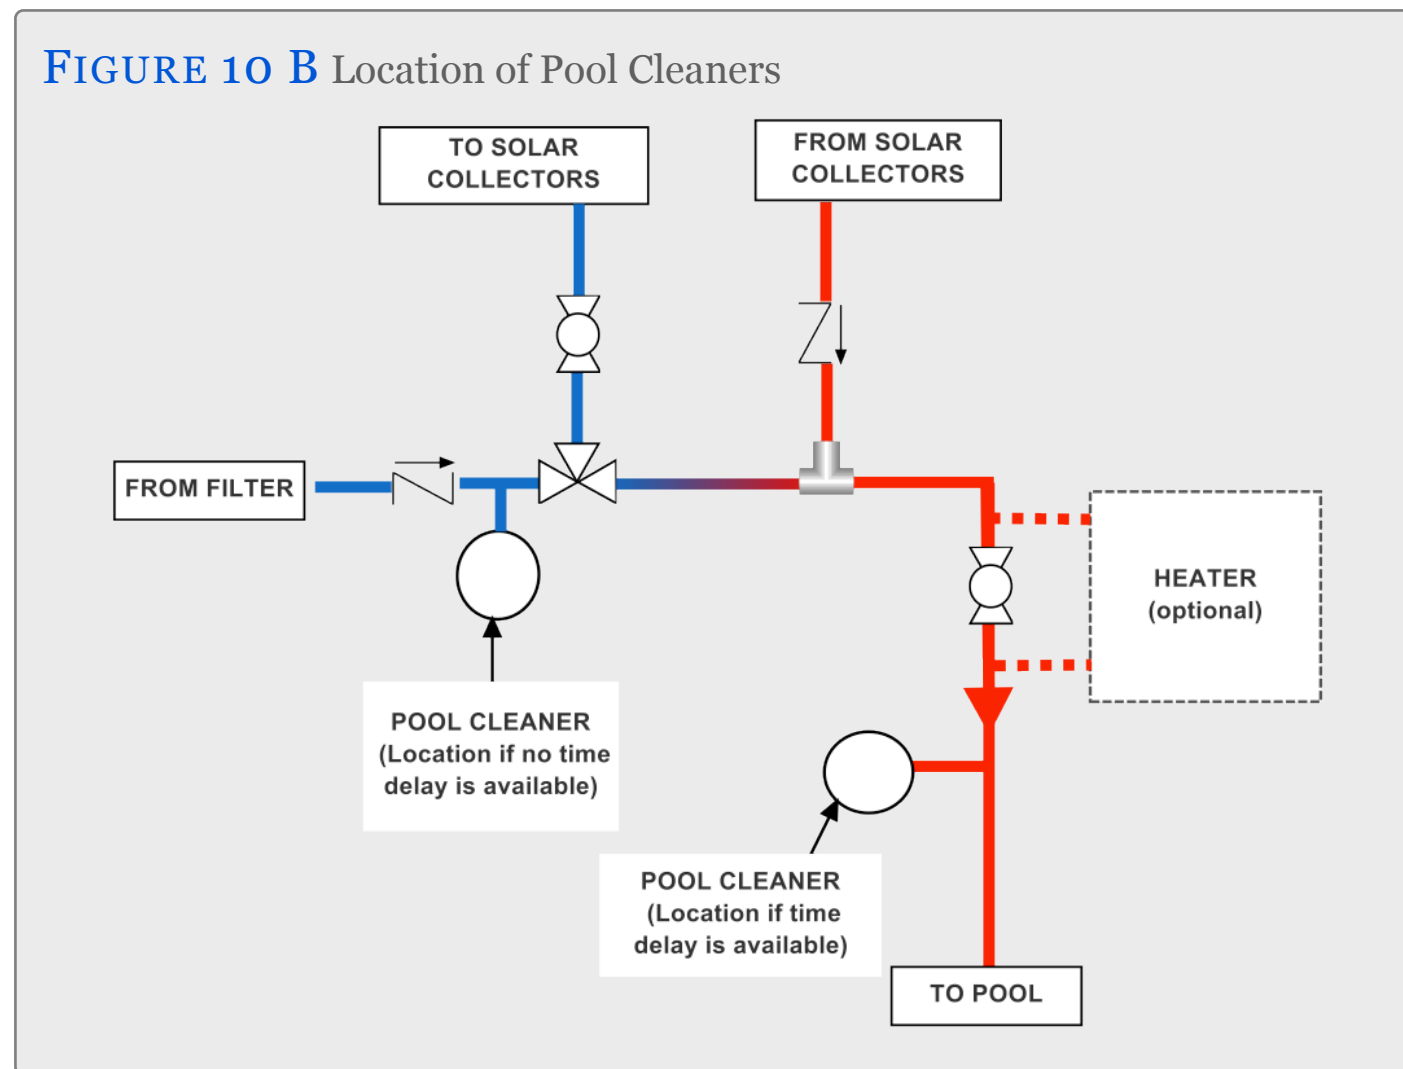 FIGURE 10 B Location of Pool Cleaners
TO SOLAR
COLLECTORS
FROM SOLAR
COLLECTORS
FROM FILTER
HEATER
(optional)
POOL CLEANER
(Location if no time
delay is available)
POOL CLEANER
(Location if time
delay is available)
TO POOL